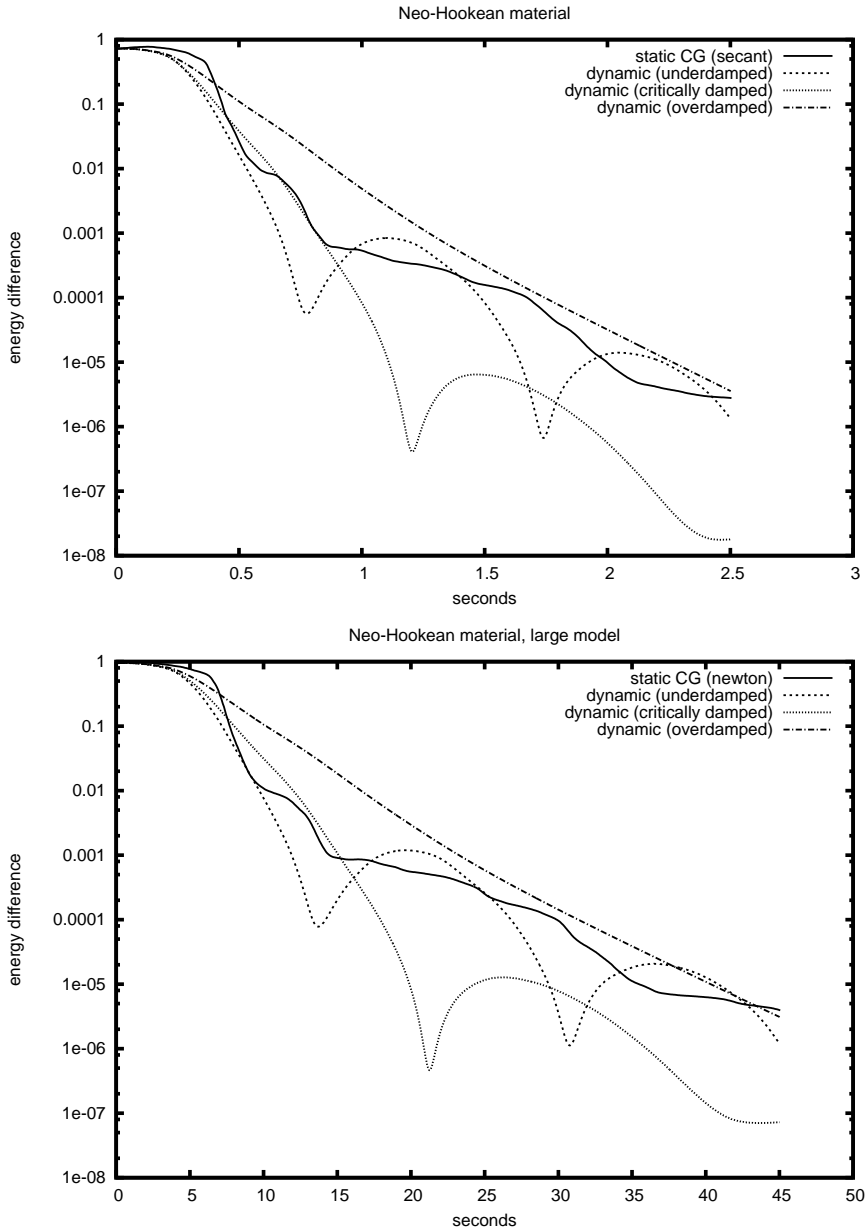 Neo-Hookean material
static CG (secant)
dynamic (underdamped)
dynamic (critically damped)
dynamic (overdamped)
energy difference
1
0.1
0.01
0.001
0.0001
1e-05
1e-06
1e-07
1e-08
0 0.5 1 1.5 2 2.5 3
seconds
Neo-Hookean material, large model
static CG (newton)
dynamic (underdamped)
dynamic (critically damped)
dynamic (overdamped)
energy difference
1
0.1
0.01
0.001
0.0001
1e-05
1e-06
1e-07
1e-08
0 5 10 15 20 25 30 35 40 45 50
seconds